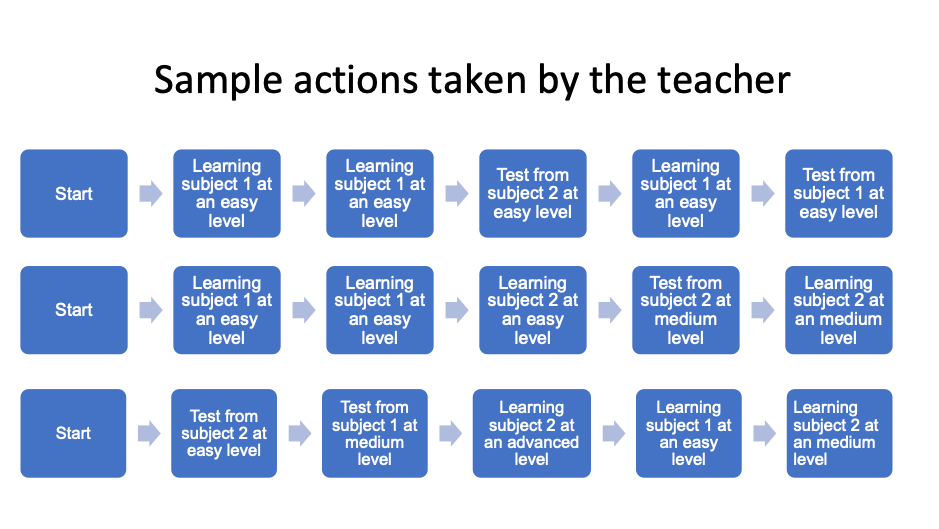 Sample actions taken by the teacher
Start
Learning
subject 1 at
an easy
level
Learning
subject 1 at
an easy
level
Test from
subject 2 at
easy level
Learning
subject 1 at
an easy
level
Test from
subject 1 at
easy level
Start
Learning
subject 1 at
an easy
level
Learning
subject 1 at
an easy
level
Learning
subject 2 at
an easy
level
Test from
subject 2 at
medium
level
Learning
subject 2 at
an medium
level
Start
Test from
subject 2 at
easy level
Test from
subject 1 at
medium
level
Learning
subject 2 at
an advanced
level
Learning
subject 1 at
an easy
level
Learning
subject 2 at
an medium
level